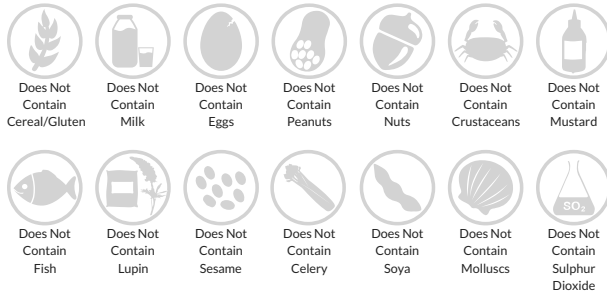 Does Not
Contain
Cereal/Gluten
Does Not
Contain
Milk
Does Not
Contain
Eggs
Does Not
Contain
Peanuts
Does Not
Contain
Nuts
Does Not
Contain
Crustaceans
Does Not
Contain
Mustard
Does Not
Contain
Fish
Does Not
Contain
Lupin
Does Not
Contain
Sesame
Does Not
Contain
Celery
Does Not
Contain
Soya
Does Not
Contain
Molluscs
SO₂
Does Not
Contain
Sulphur
Dioxide